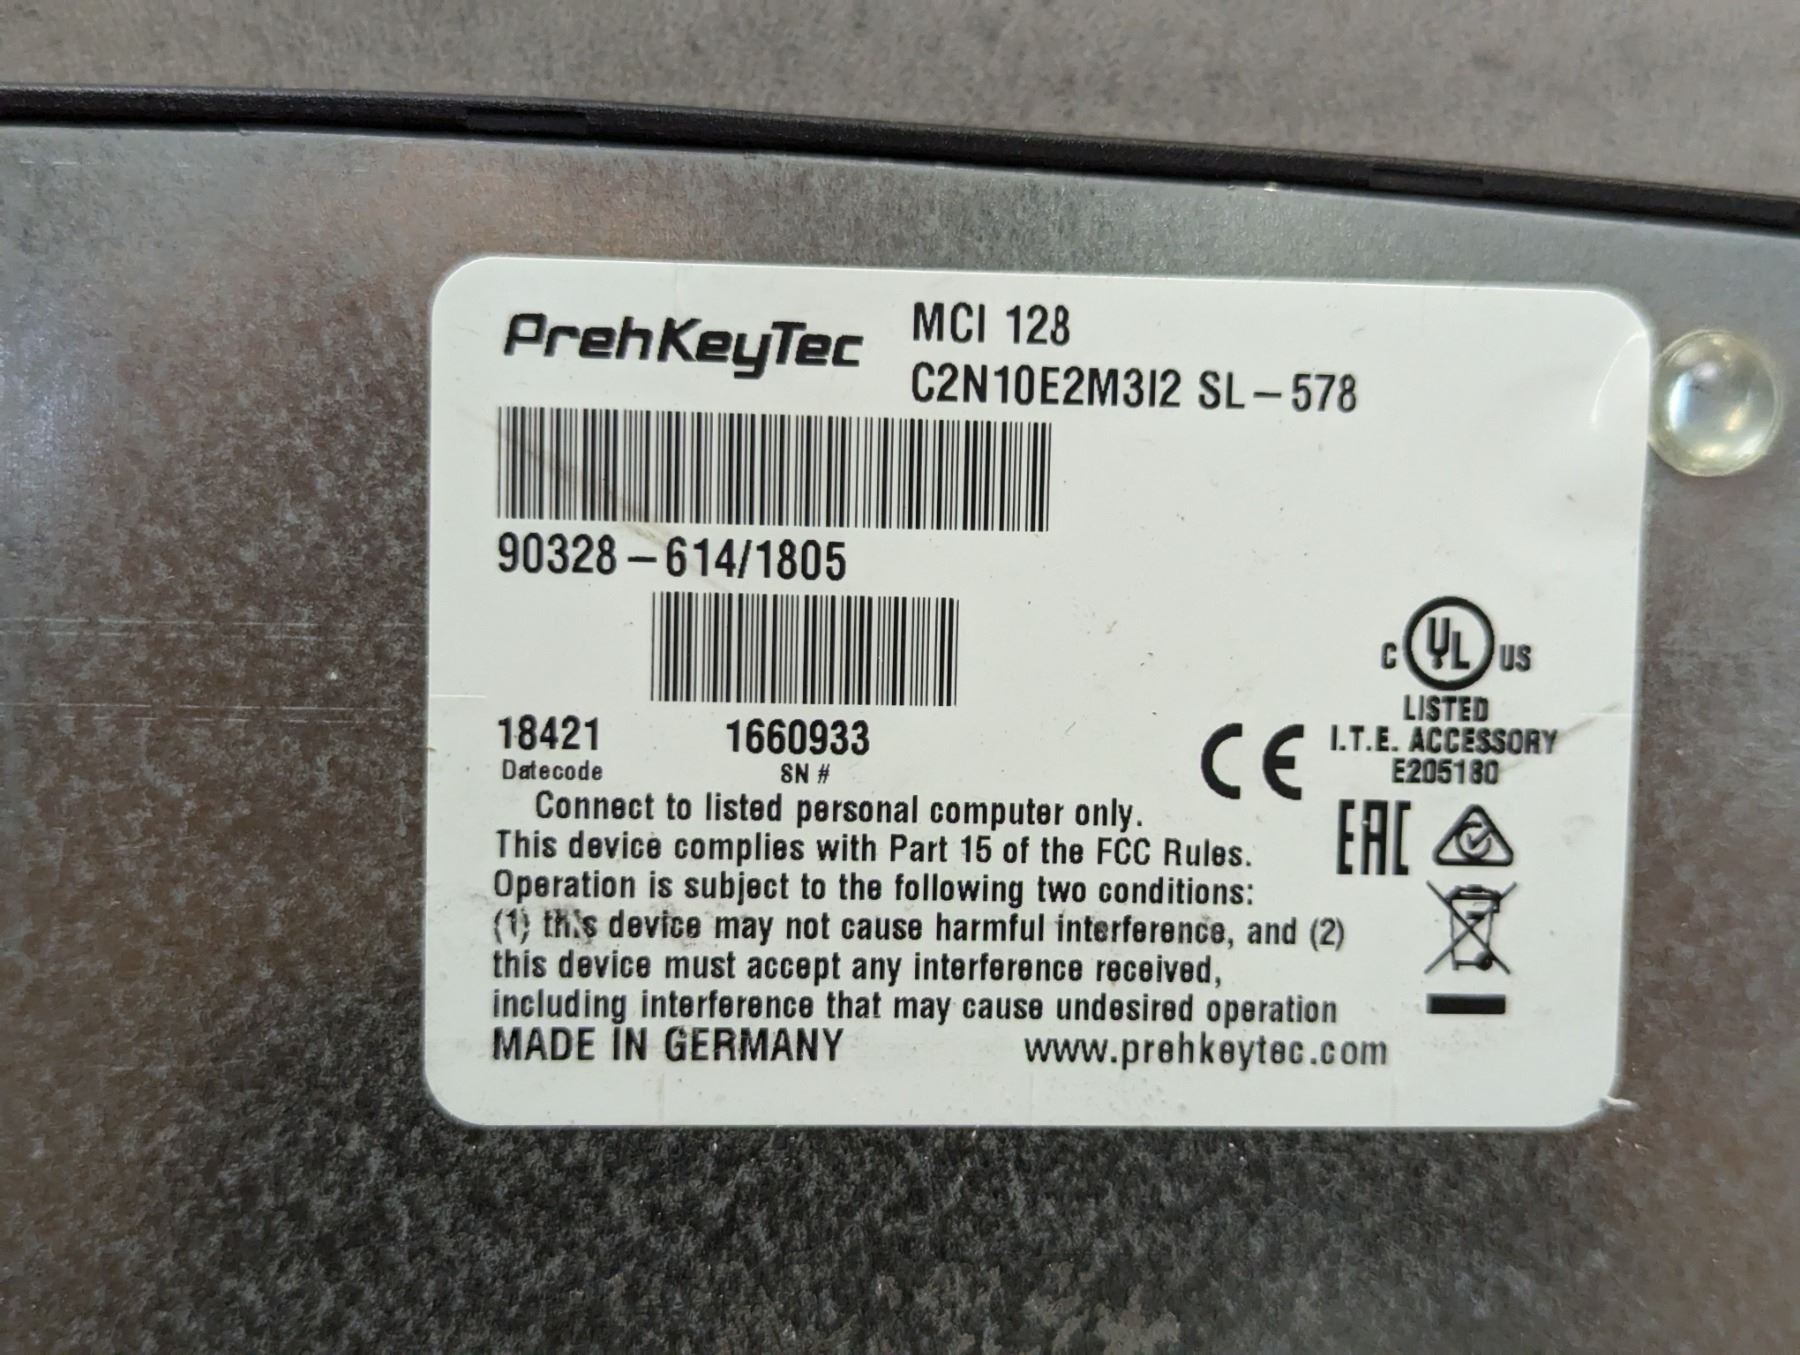 PrehKeyTec
MCI 128
C2N10E2M3I2 SL-578
90328-614/1805
18421
Datecode
1660933
SN #
C UL US
LISTED
I.T.E. ACCESSORY
E205180
CE
EAC
Connect to listed personal computer only.
This device complies with Part 15 of the FCC Rules.
Operation is subject to the following two conditions:
(1) this device may not cause harmful interference, and (2)
this device must accept any interference received,
including interference that may cause undesired operation
MADE IN GERMANY
www.prehkeytec.com